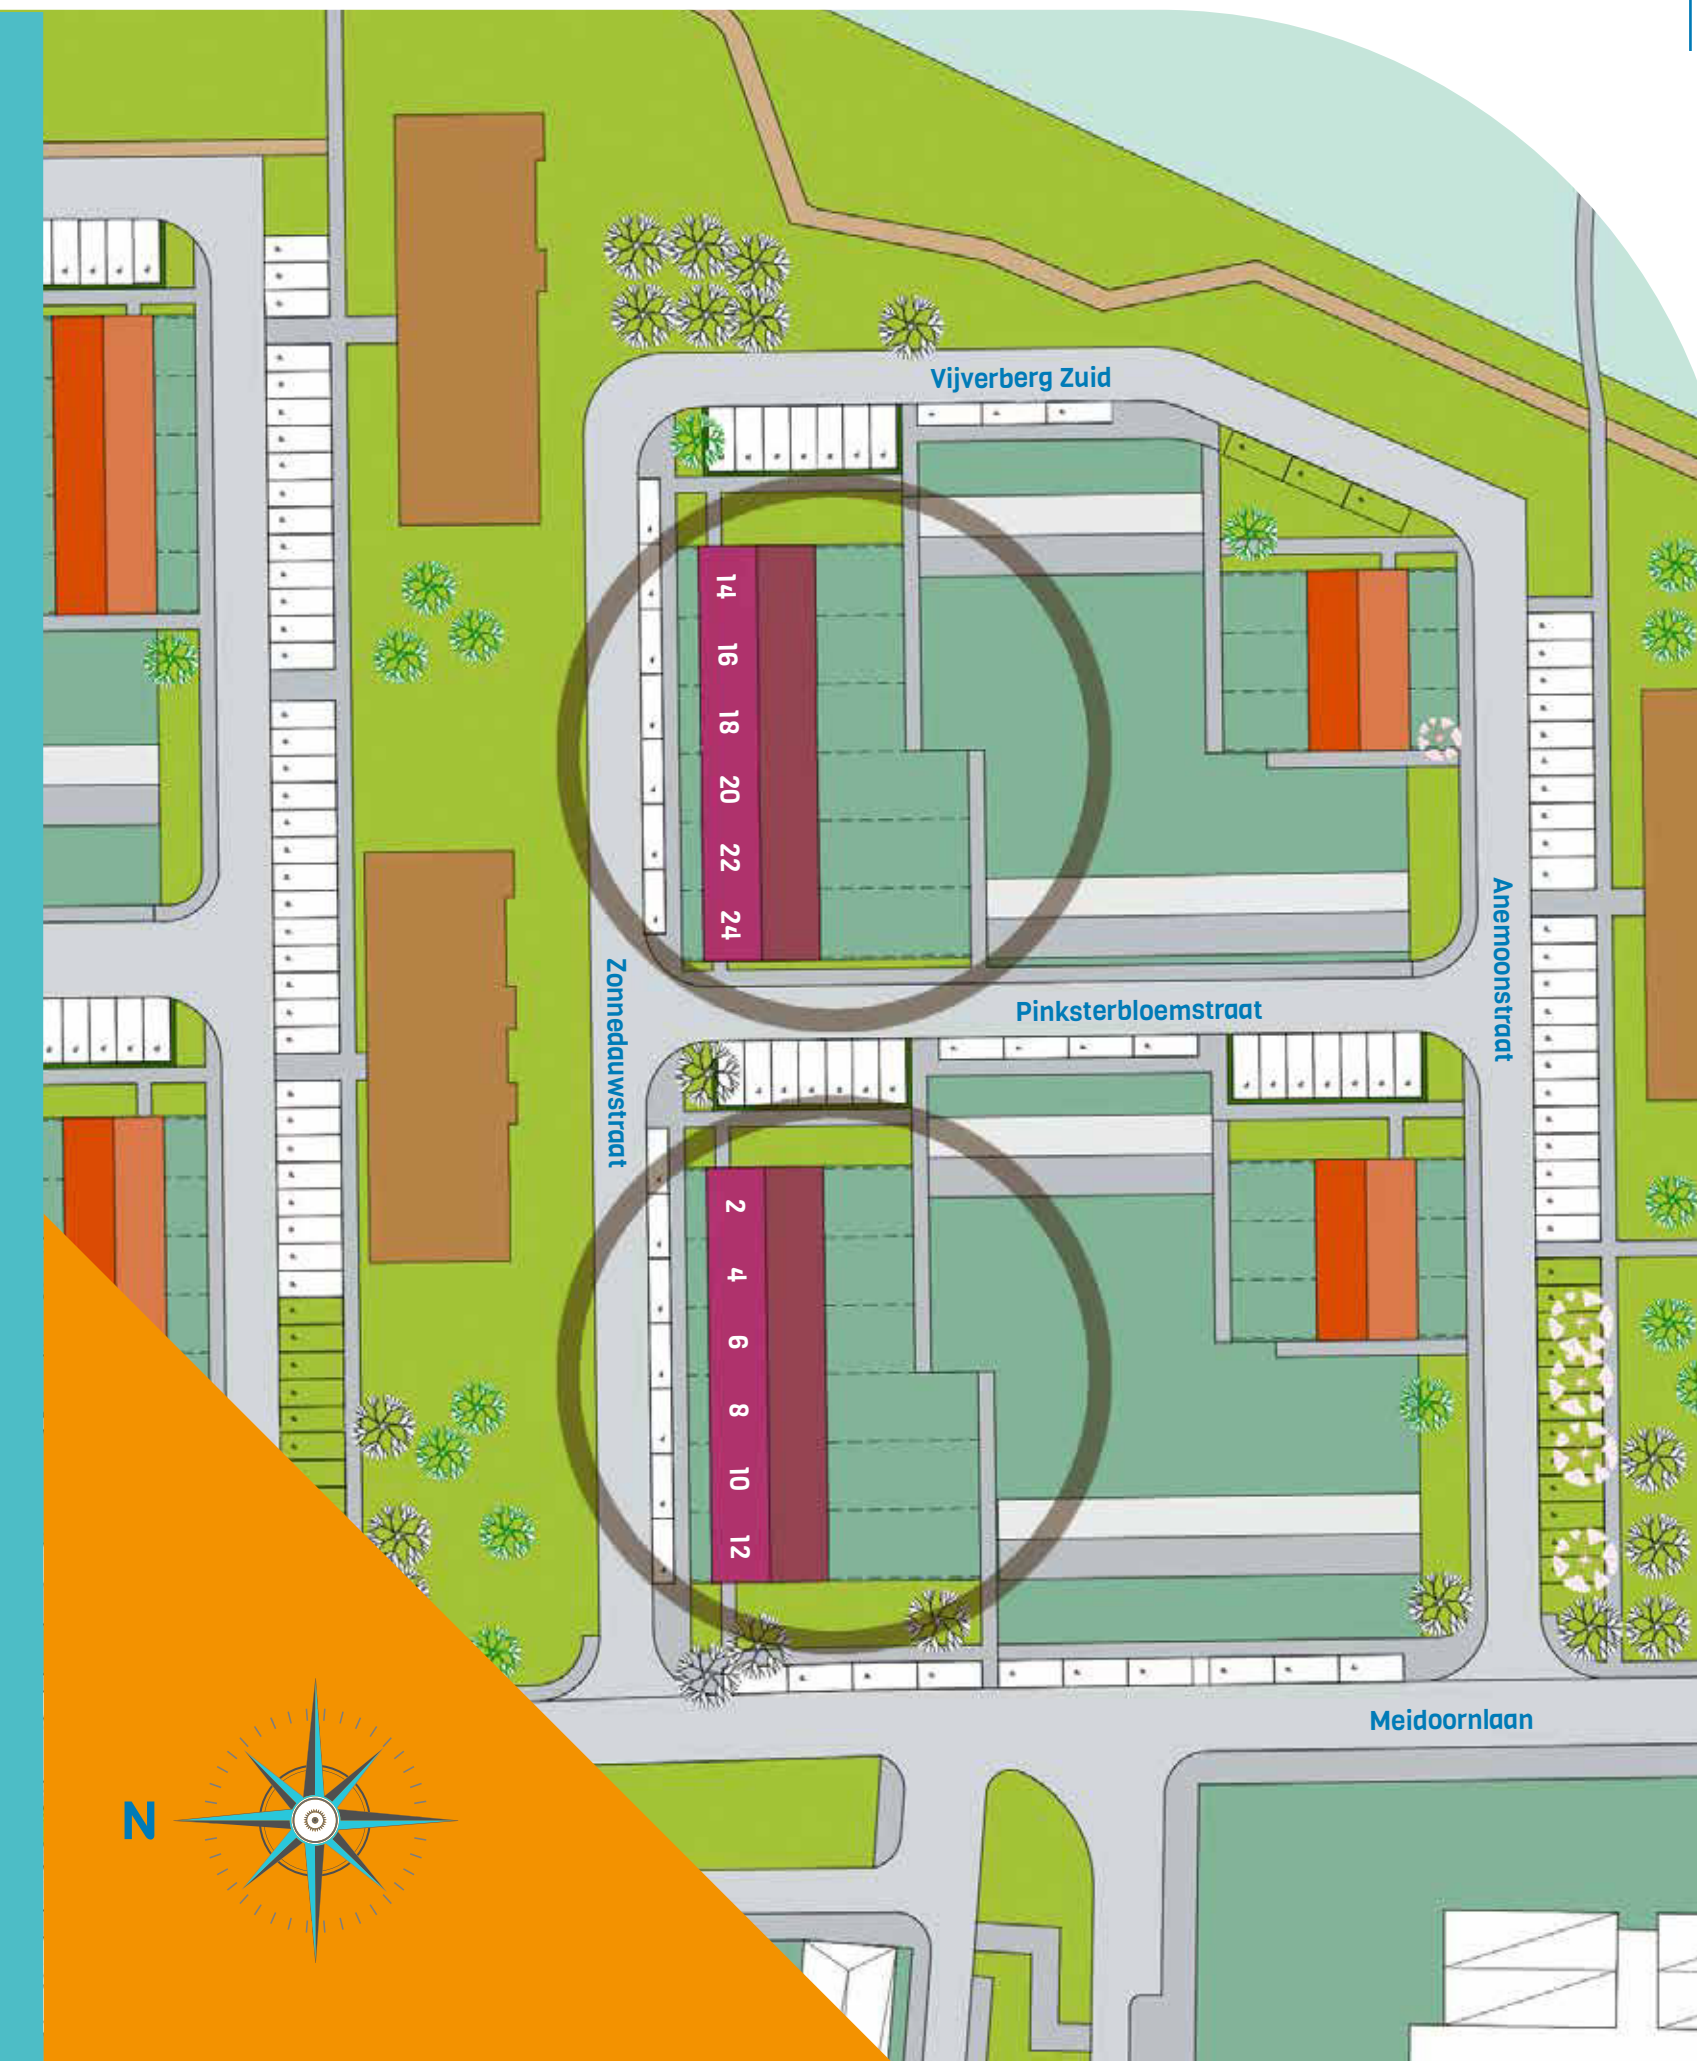 Vijverberg Zuid
14
16
18
20
22
24
Zonnedauwstraat
Anemoonstraat
Pinksterbloemstraat
2
4
6
8
10
12
Meidoornlaan
N